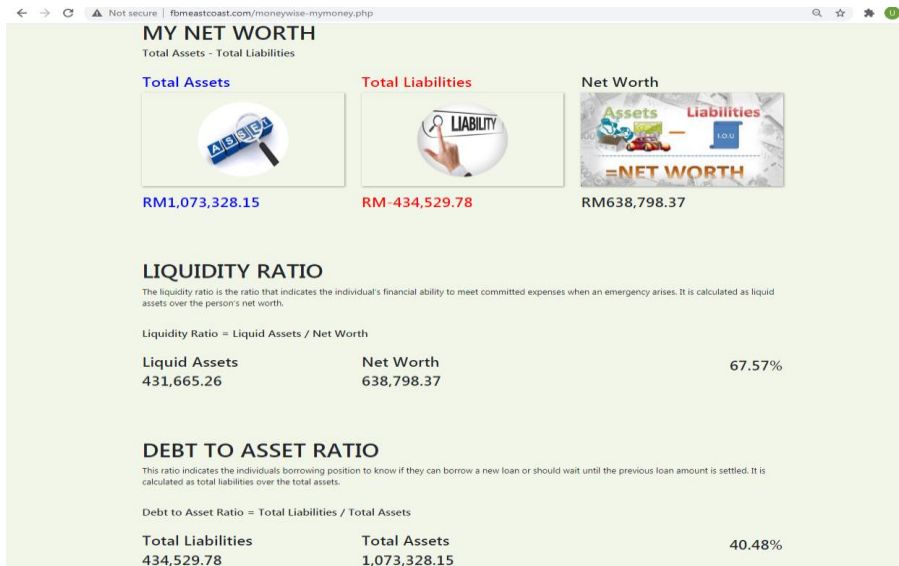 Not secure | fbmeastcoast.com/moneywise-mymoney.php
U
MY NET WORTH
Total Assets - Total Liabilities
Total Assets
Total Liabilities
Net Worth
ASSET
LIABILITY
Assets
Liabilities
I.O.U
=NET WORTH
RM1,073,328.15
RM-434,529.78
RM638,798.37
LIQUIDITY RATIO
The liquidity ratio is the ratio that indicates the individual's financial ability to meet committed expenses when an emergency arises. It is calculated as liquid
assets over the person's net worth.
Liquidity Ratio = Liquid Assets / Net Worth
Liquid Assets
Net Worth
67.57%
431,665.26
638,798.37
DEBT TO ASSET RATIO
This ratio indicates the individuals borrowing position to know if they can borrow a new loan or should wait until the previous loan amount is settled. It is
calculated as total liabilities over the total assets.
Debt to Asset Ratio = Total Liabilities / Total Assets
Total Liabilities
Total Assets
40.48%
434,529.78
1,073,328.15